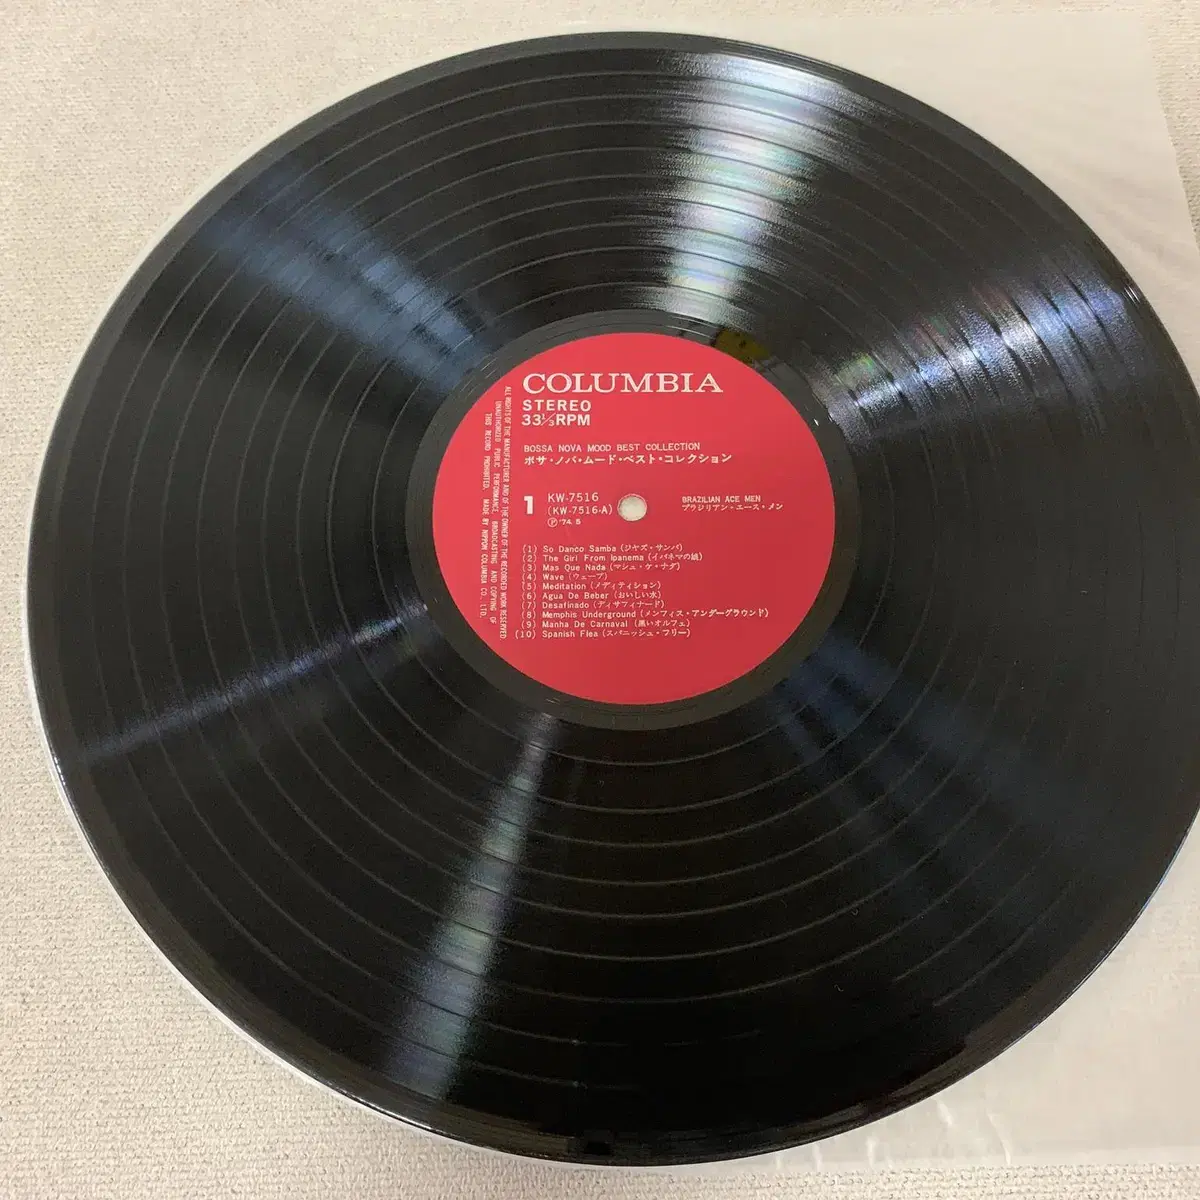 COLUMBIA
STEREO
33⅓RPM
BOSSA NOVA MOOD BEST COLLECTION
ボサ・ノバ・ムード・ベスト・コレクション
1 KW-7516
(KW-7516-A)
Ⓟ '74.5
BRAZILIAN ACE MEN
ブラジリアン・エース・メン
(1) So Danco Samba (ジャズ・サンバ)
(2) The Girl From Ipanema (イパネマの娘)
(3) Mas Que Nada (マシュ・ケ・ナダ)
(4) Wave (ウェーブ)
(5) Meditation (メディティション)
(6) Agua De Beber (おいしい水)
(7) Desafinado (ディサフィナード)
(8) Memphis Underground (メンフィス・アンダーグラウンド)
(9) Manha De Carnaval (黒いオルフェ)
(10) Spanish Flea (スパニッシュ・フリー)
ALL RIGHTS OF THE MANUFACTURER AND OF THE OWNER OF THE RECORDED WORK RESERVED
UNAUTHORIZED PUBLIC PERFORMANCE, BROADCASTING AND COPYING OF
THIS RECORD PROHIBITED. MADE BY NIPPON COLUMBIA CO., LTD.